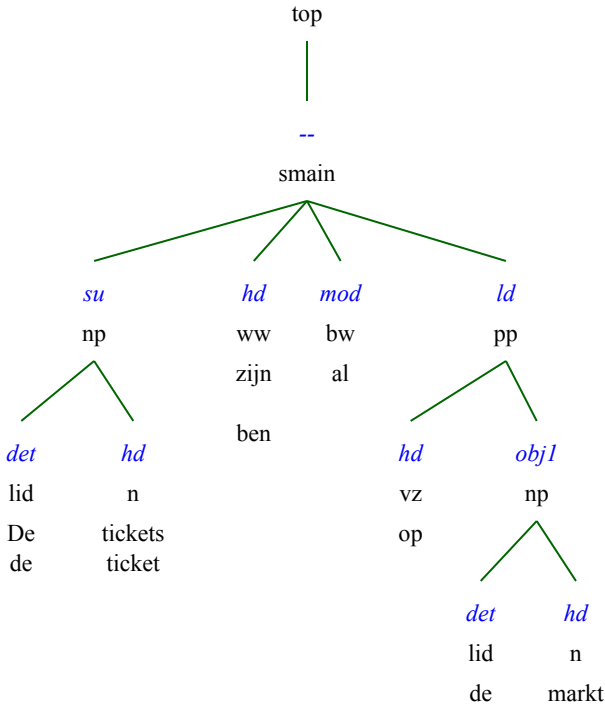 top
--
smain
su hd mod ld
np ww bw pp
zijn al
ben
det hd hd obj1
lid n vz np
De tickets op
de ticket
det hd
lid n
de markt